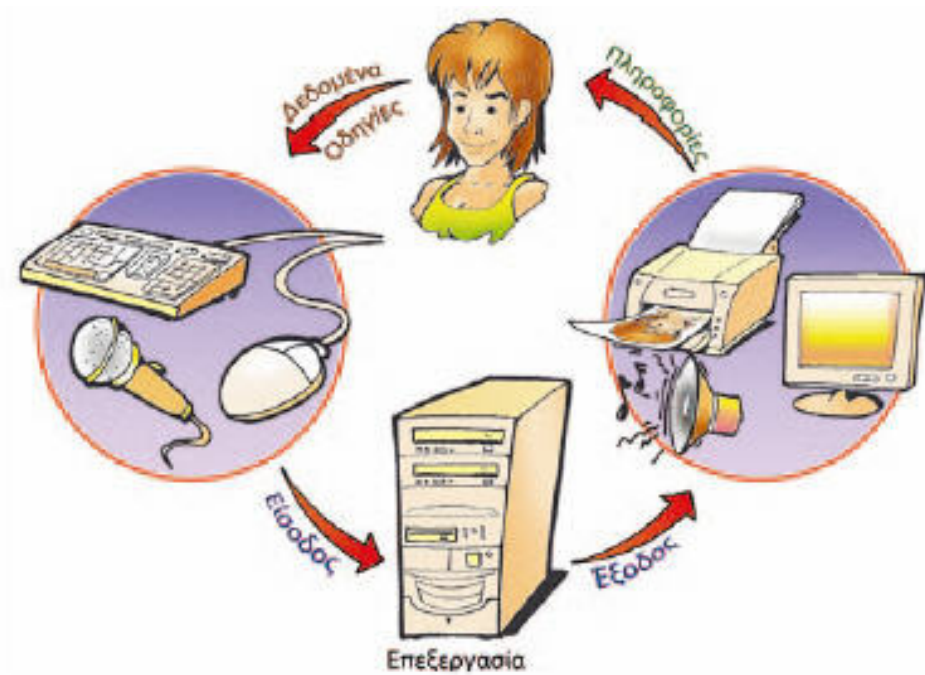 Δεδομένα
Οδηγίες
Πληροφορίες
Είσοδος
Έξοδος
Επεξεργασία